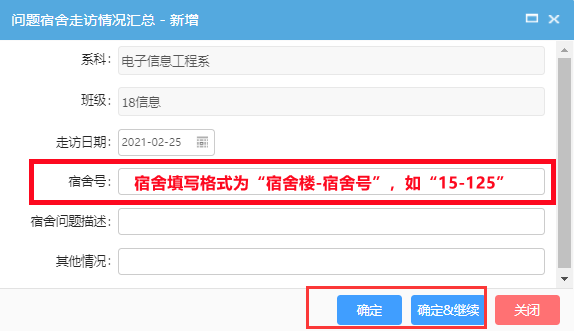 问题宿舍走访情况汇总 - 新增
系科: 电子信息工程系
班级: 18信息
走访日期: 2021-02-25
宿舍号: 宿舍填写格式为“宿舍楼-宿舍号”，如“15-125”
宿舍问题描述:
其他情况:
确定 确定&继续 关闭